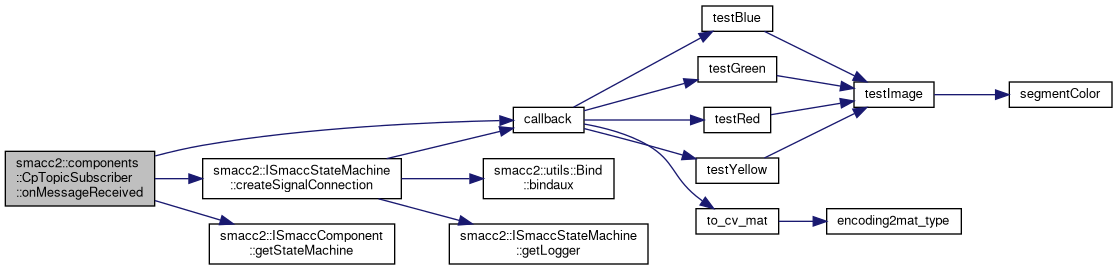 smacc2::components
::CpTopicSubscriber
::onMessageReceived
smacc2::ISmaccStateMachine
::createSignalConnection
smacc2::ISmaccComponent
::getStateMachine
callback
smacc2::utils::Bind
::bindaux
smacc2::ISmaccStateMachine
::getLogger
testBlue
testGreen
testRed
testYellow
to_cv_mat
testImage
encoding2mat_type
segmentColor